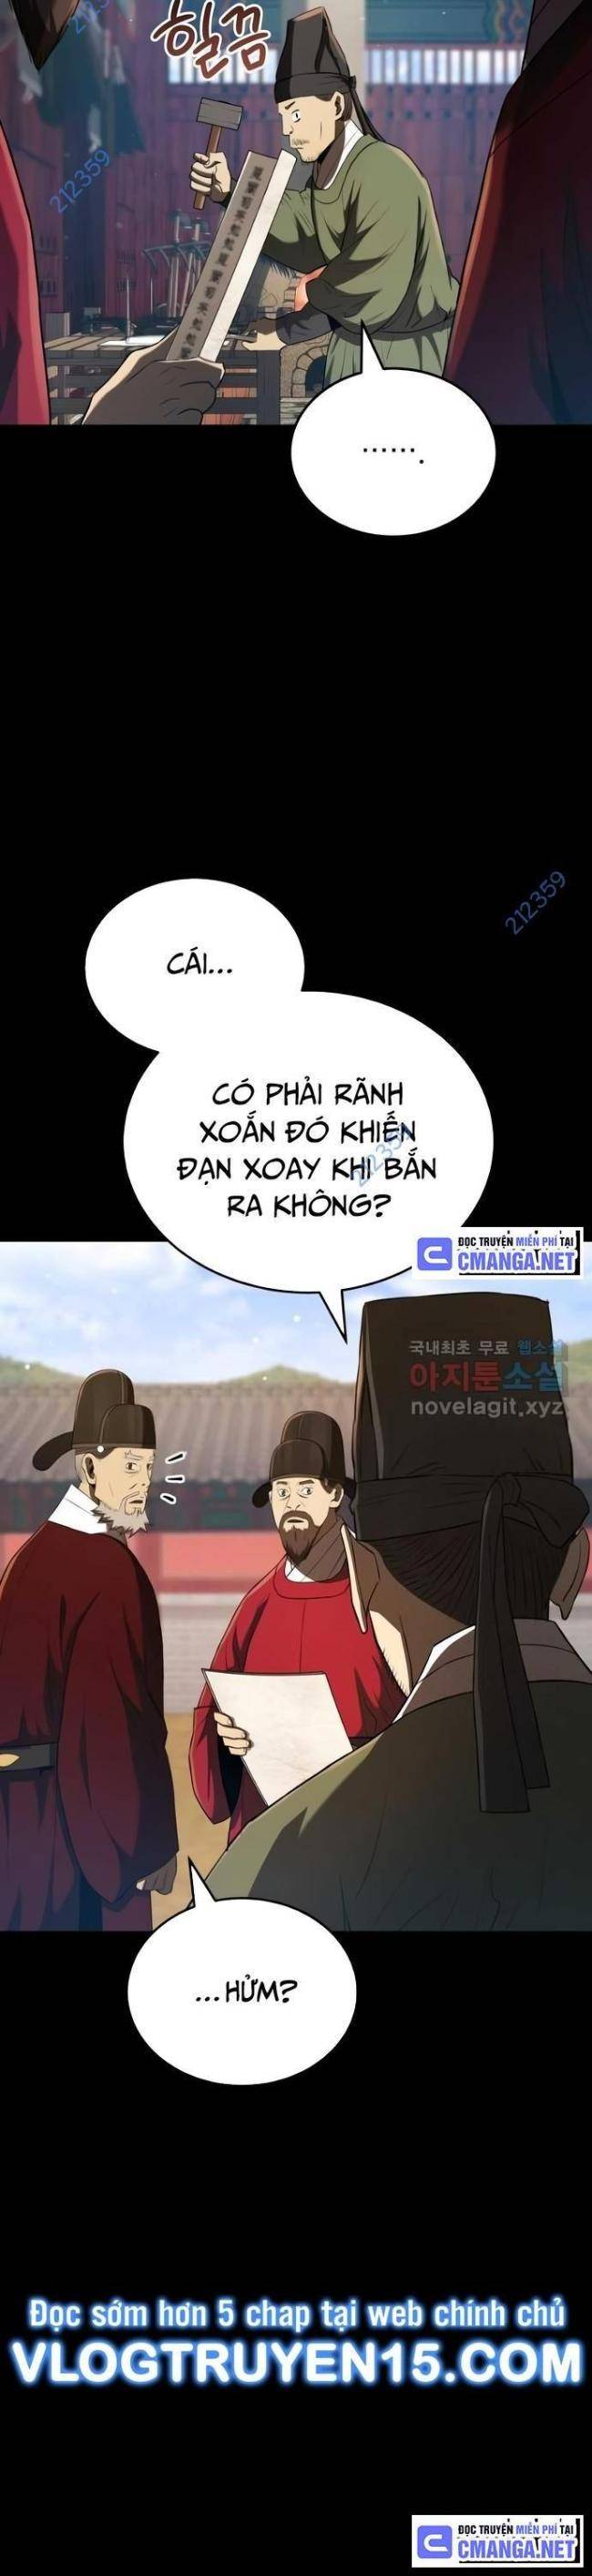 힐끔
212359
212359
.......
212359
CÁI...
CÓ PHẢI RÃNH
XOẮN ĐÓ KHIẾN
ĐẠN XOAY KHI BẮN
RA KHÔNG?
212359
ĐỌC TRUYỆN MIỄN PHÍ TẠI
CMANGA.NET
국내최초 무료 웹소설
아지툰소설
novelagit.xyz
...HỬM?
Đọc sớm hơn 5 chap tại web chính chủ
VLOGTRUYEN15.COM
ĐỌC TRUYỆN MIỄN PHÍ TẠI
CMANGA.NET